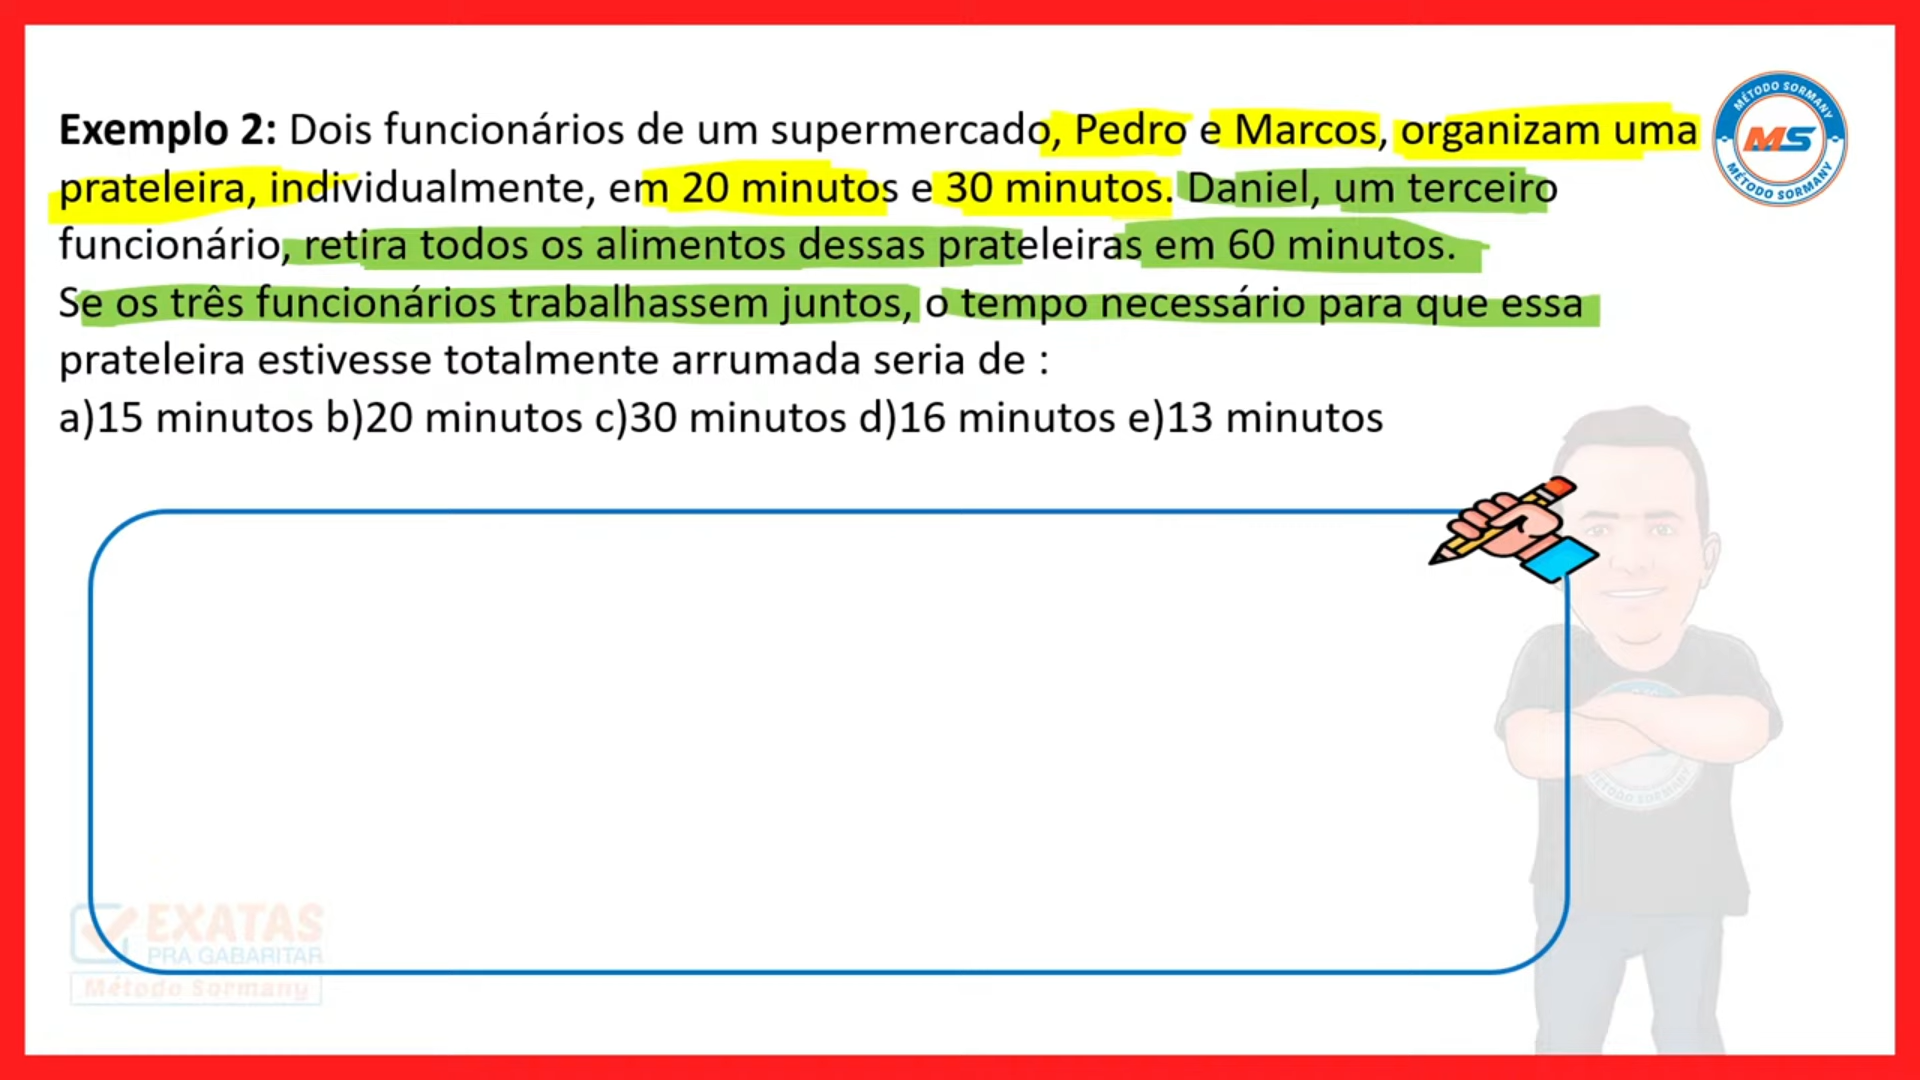 Exemplo 2: Dois funcionários de um supermercado, Pedro e Marcos, organizam uma
prateleira, individualmente, em 20 minutos e 30 minutos. Daniel, um terceiro
funcionário, retira todos os alimentos dessas prateleiras em 60 minutos.
Se os três funcionários trabalhassem juntos, o tempo necessário para que essa
prateleira estivesse totalmente arrumada seria de :
a)15 minutos b)20 minutos c)30 minutos d)16 minutos e)13 minutos
MÉTODO SORMANY
MS
MÉTODO SORMANY
EXATAS
PRA GABARITAR
Método Sormany